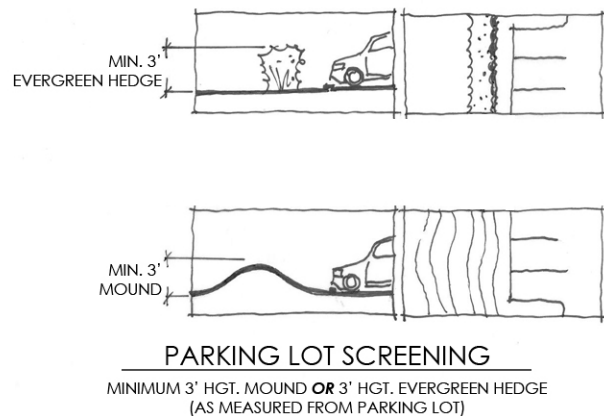 MIN. 3'
EVERGREEN HEDGE
MIN. 3'
MOUND
PARKING LOT SCREENING
MINIMUM 3' HGT. MOUND OR 3' HGT. EVERGREEN HEDGE
(AS MEASURED FROM PARKING LOT)